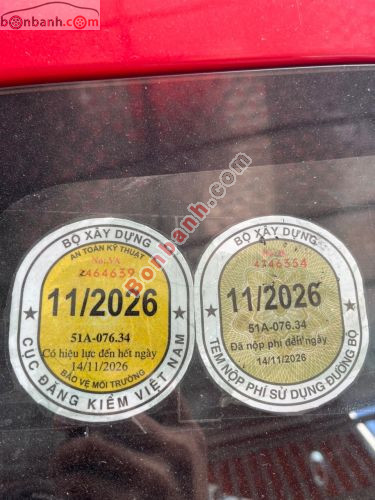 bonbanh.com
Bonbanh.com
BỘ XÂY DỰNG
AN TOÀN KỸ THUẬT
No. VA
2464639
11/2026
51A-076.34
Có hiệu lực đến hết ngày
14/11/2026
BẢO VỆ MÔI TRƯỜNG
CỤC ĐĂNG KIỂM VIỆT NAM
BỘ XÂY DỰNG
4746354
11/2026
51A-076.34
Đã nộp phí đến ngày
14/11/2026
TEM NỘP PHÍ SỬ DỤNG ĐƯỜNG BỘ